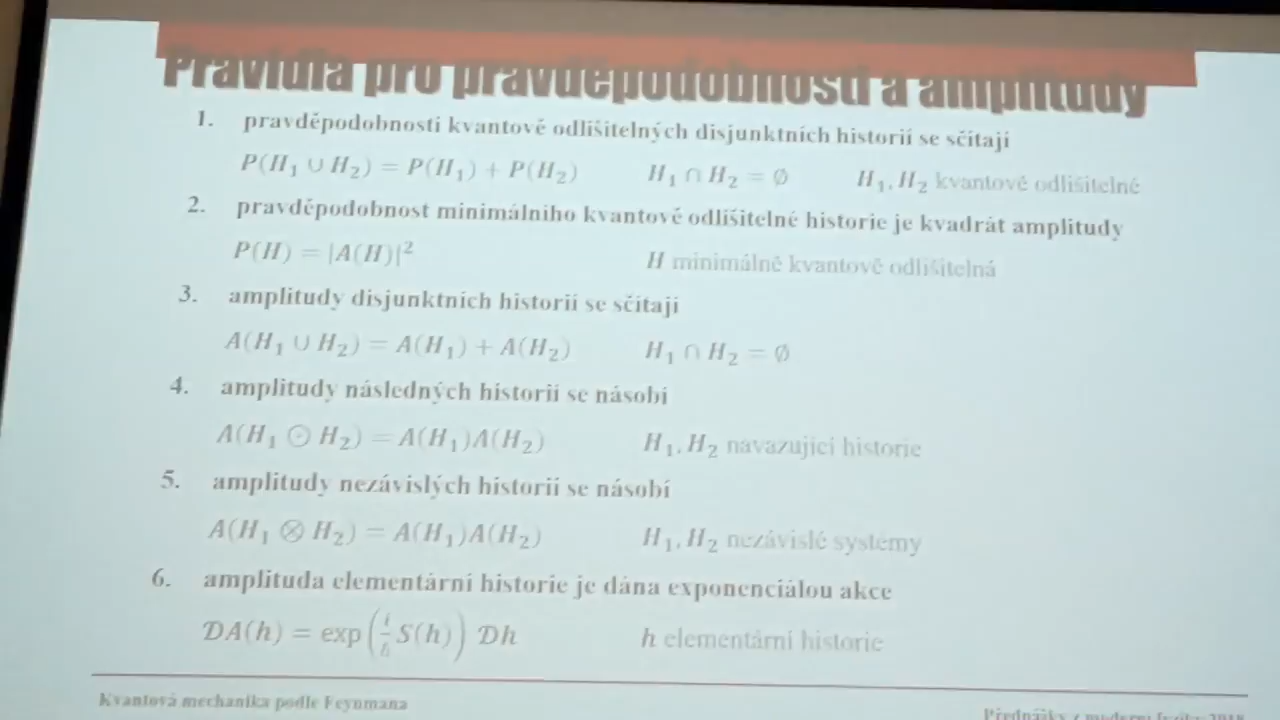 Pravidla pro pravděpodobnosti a amplitudy
1. pravděpodobnosti kvantově odlišitelných disjunktních historií se sčítají
P(H₁ ∪ H₂) = P(H₁) + P(H₂) H₁ ∩ H₂ = ∅ H₁, H₂ kvantově odlišitelné
2. pravděpodobnost minimálního kvantově odlišitelné historie je kvadrát amplitudy
P(H) = |A(H)|² H minimálně kvantově odlišitelná
3. amplitudy disjunktních historií se sčítají
A(H₁ ∪ H₂) = A(H₁) + A(H₂) H₁ ∩ H₂ = ∅
4. amplitudy následných historií se násobí
A(H₁ ⊙ H₂) = A(H₁)A(H₂) H₁, H₂ navazující historie
5. amplitudy nezávislých historií se násobí
A(H₁ ⊗ H₂) = A(H₁)A(H₂) H₁, H₂ nezávislé systémy
6. amplituda elementární historie je dána exponenciálou akce
𝒟A(h) = exp(i/ħ S(h)) 𝒟h h elementární historie
Kvantová mechanika podle Feynmana
Přednášky z moderní fyziky 2018